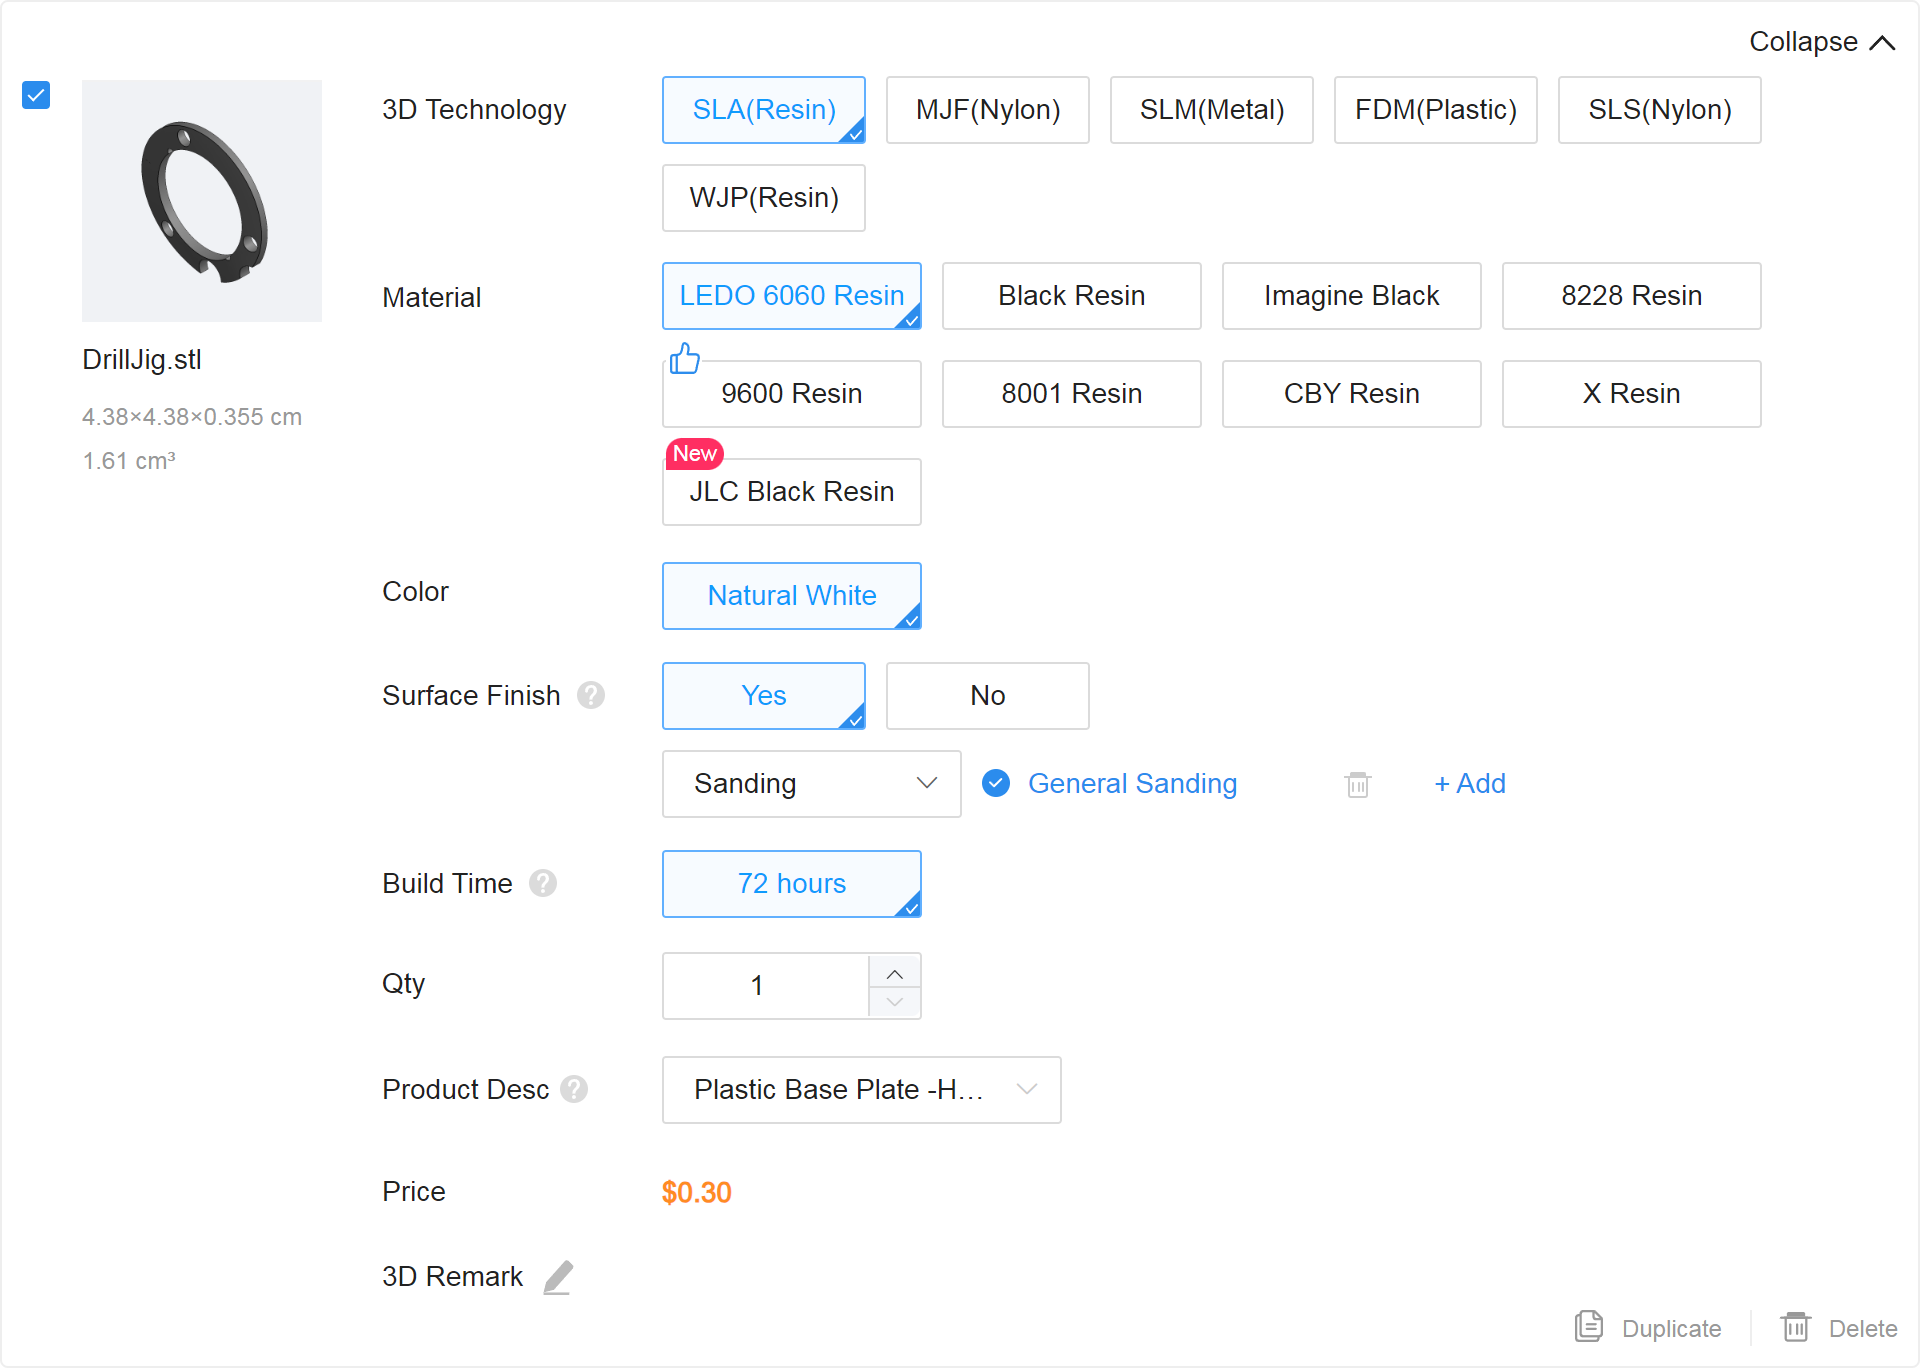 Collapse
3D Technology
SLA(Resin)
MJF(Nylon)
SLM(Metal)
FDM(Plastic)
SLS(Nylon)
WJP(Resin)
DrillJig.stl
4.38×4.38×0.355 cm
1.61 cm³
Material
LEDO 6060 Resin
Black Resin
Imagine Black
8228 Resin
9600 Resin
8001 Resin
CBY Resin
X Resin
New
JLC Black Resin
Color
Natural White
Surface Finish ?
Yes
No
Sanding
General Sanding
+ Add
Build Time ?
72 hours
Qty
1
Product Desc ?
Plastic Base Plate -H...
Price
$0.30
3D Remark
Duplicate
Delete